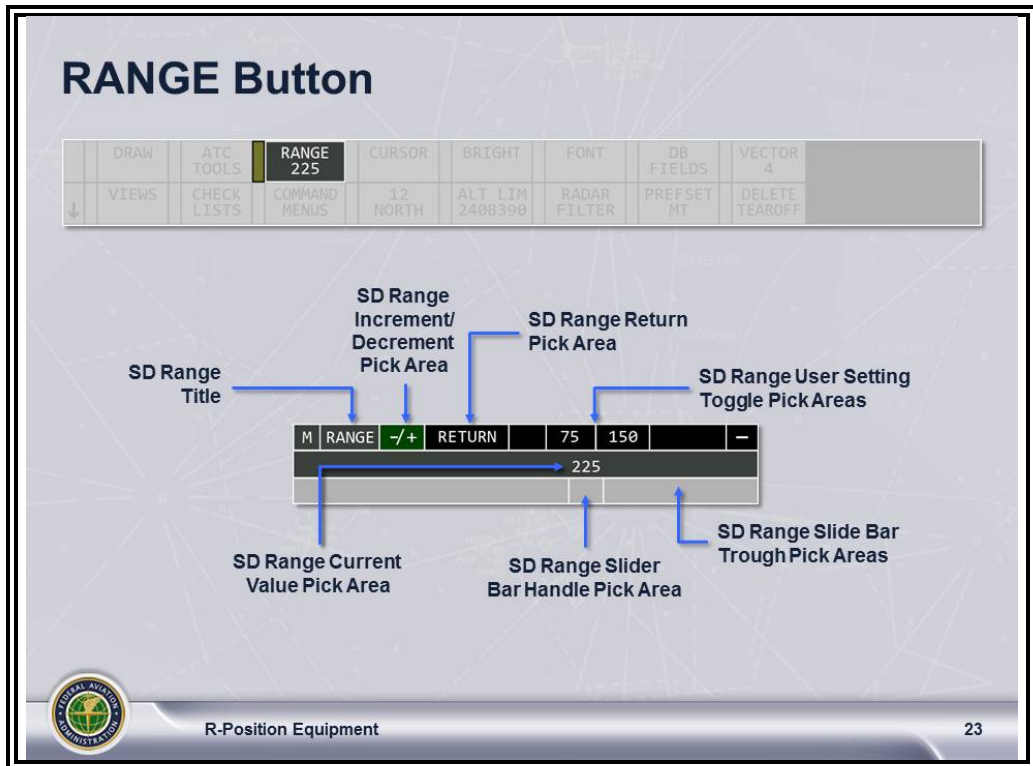 RANGE Button
DRAW
ATC
TOOLS
RANGE
225
CURSOR
BRIGHT
FONT
DB
FIELDS
VECTOR
4
↓
VIEWS
CHECK
LISTS
COMMAND
MENUS
12
NORTH
ALT LIM
240B390
RADAR
FILTER
PREFSET
MT
DELETE
TEAROFF
SD Range
Increment/
Decrement
Pick Area
SD Range Return
Pick Area
SD Range
Title
SD Range User Setting
Toggle Pick Areas
M RANGE -/+ RETURN 75 150 –
225
SD Range Current
Value Pick Area
SD Range Slider
Bar Handle Pick Area
SD Range Slide Bar
Trough Pick Areas
FEDERAL AVIATION
ADMINISTRATION
R-Position Equipment
23